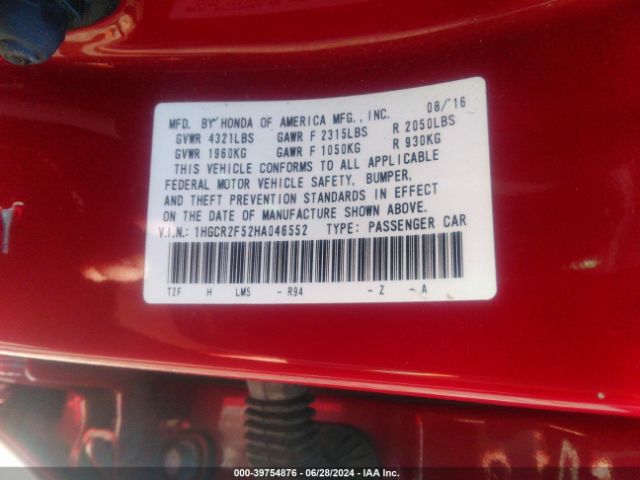 MFD. BY HONDA OF AMERICA MFG., INC. 08/'16
GVWR 4321LBS GAWR F 2315LBS R 2050LBS
GVWR 1960KG GAWR F 1050KG R 930KG
THIS VEHICLE CONFORMS TO ALL APPLICABLE
FEDERAL MOTOR VEHICLE SAFETY, BUMPER,
AND THEFT PREVENTION STANDARDS IN EFFECT
ON THE DATE OF MANUFACTURE SHOWN ABOVE.
V.I.N.: 1HGCR2F52HA046552 TYPE: PASSENGER CAR
T2F H LM5 - R94 - Z - A
000-39754876 | 06/28/2024 | IAA Inc.